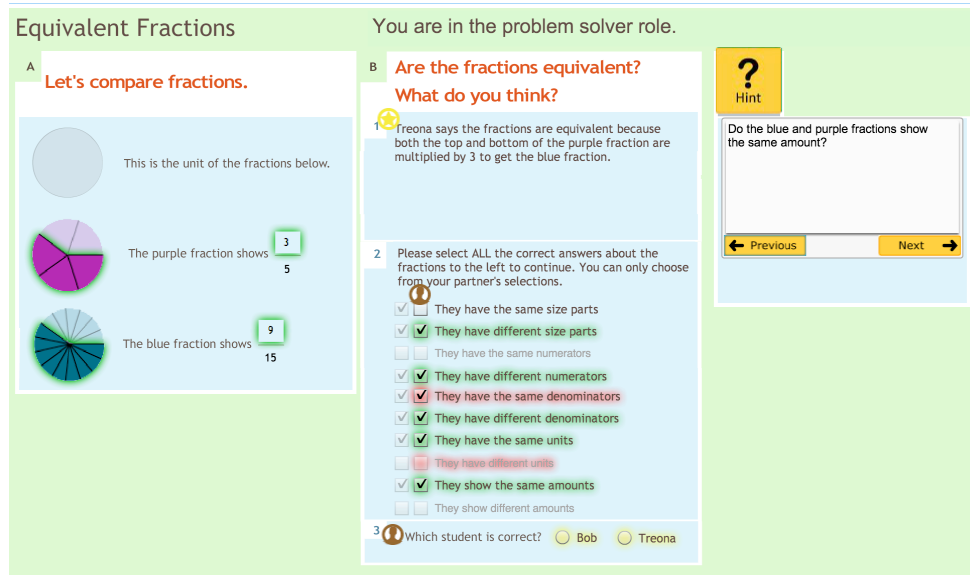 Equivalent Fractions
You are in the problem solver role.
A
Let's compare fractions.
This is the unit of the fractions below.
The purple fraction shows
3
5
The blue fraction shows
9
15
B
Are the fractions equivalent?
What do you think?
1
Treona says the fractions are equivalent because
both the top and bottom of the purple fraction are
multiplied by 3 to get the blue fraction.
2
Please select ALL the correct answers about the
fractions to the left to continue. You can only choose
from your partner's selections.
They have the same size parts
They have different size parts
They have the same numerators
They have different numerators
They have the same denominators
They have different denominators
They have the same units
They have different units
They show the same amounts
They show different amounts
3
Which student is correct? Bob Treona
?
Hint
Do the blue and purple fractions show
the same amount?
Previous Next